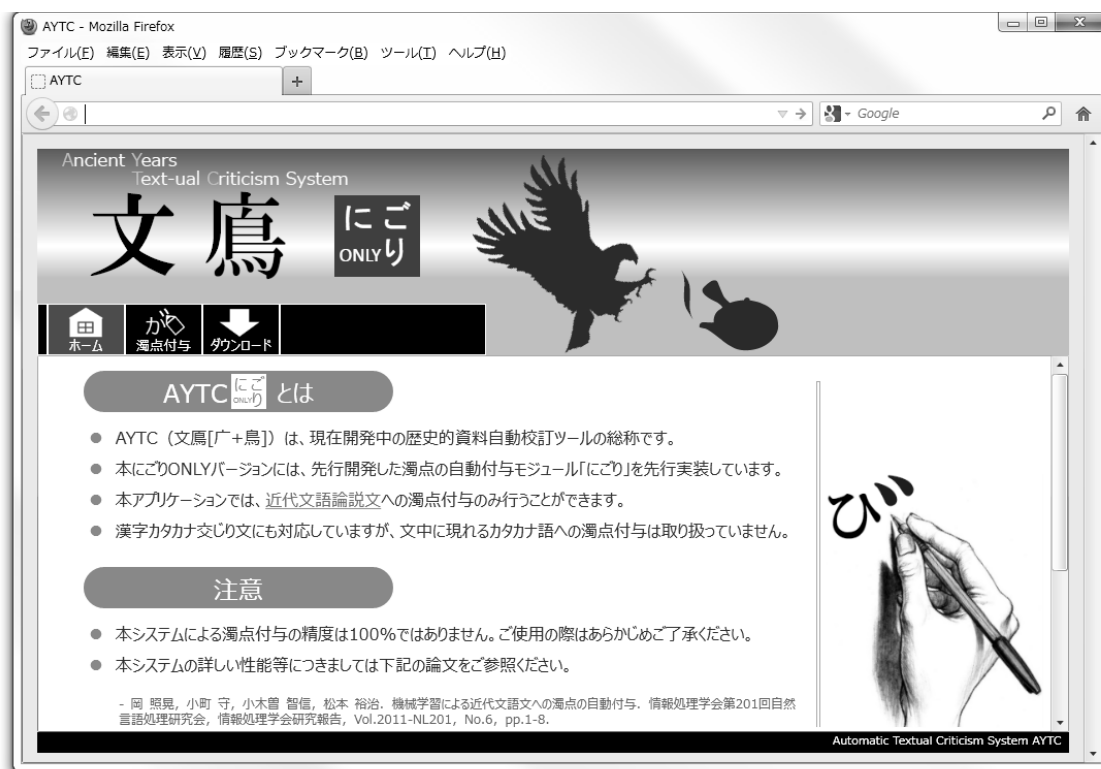 AYTC - Mozilla Firefox
ファイル(F) 編集(E) 表示(V) 履歴(S) ブックマーク(B) ツール(T) ヘルプ(H)
AYTC
Google
Ancient Years
Text-ual Criticism System
文 鳫
にご
ONLYり
ホーム
が
濁点付与
ダウンロード
AYTC にごONLYり とは
AYTC（文鳫[广+鳥]）は、現在開発中の歴史的資料自動校訂ツールの総称です。
本にごりONLYバージョンには、先行開発した濁点の自動付与モジュール「にごり」を先行実装しています。
本アプリケーションでは、近代文語論説文への濁点付与のみ行うことができます。
漢字カタカナ交じり文にも対応していますが、文中に現れるカタカナ語への濁点付与は取り扱っていません。
び
注意
本システムによる濁点付与の精度は100%ではありません。ご使用の際はあらかじめご了承ください。
本システムの詳しい性能等につきましては下記の論文をご参照ください。
- 岡 照晃, 小町 守, 小木曽 智信, 松本 裕治. 機械学習による近代文語文への濁点の自動付与. 情報処理学会第201回自然
言語処理研究会, 情報処理学会研究報告, Vol.2011-NL201, No.6, pp.1-8.
Automatic Textual Criticism System AYTC